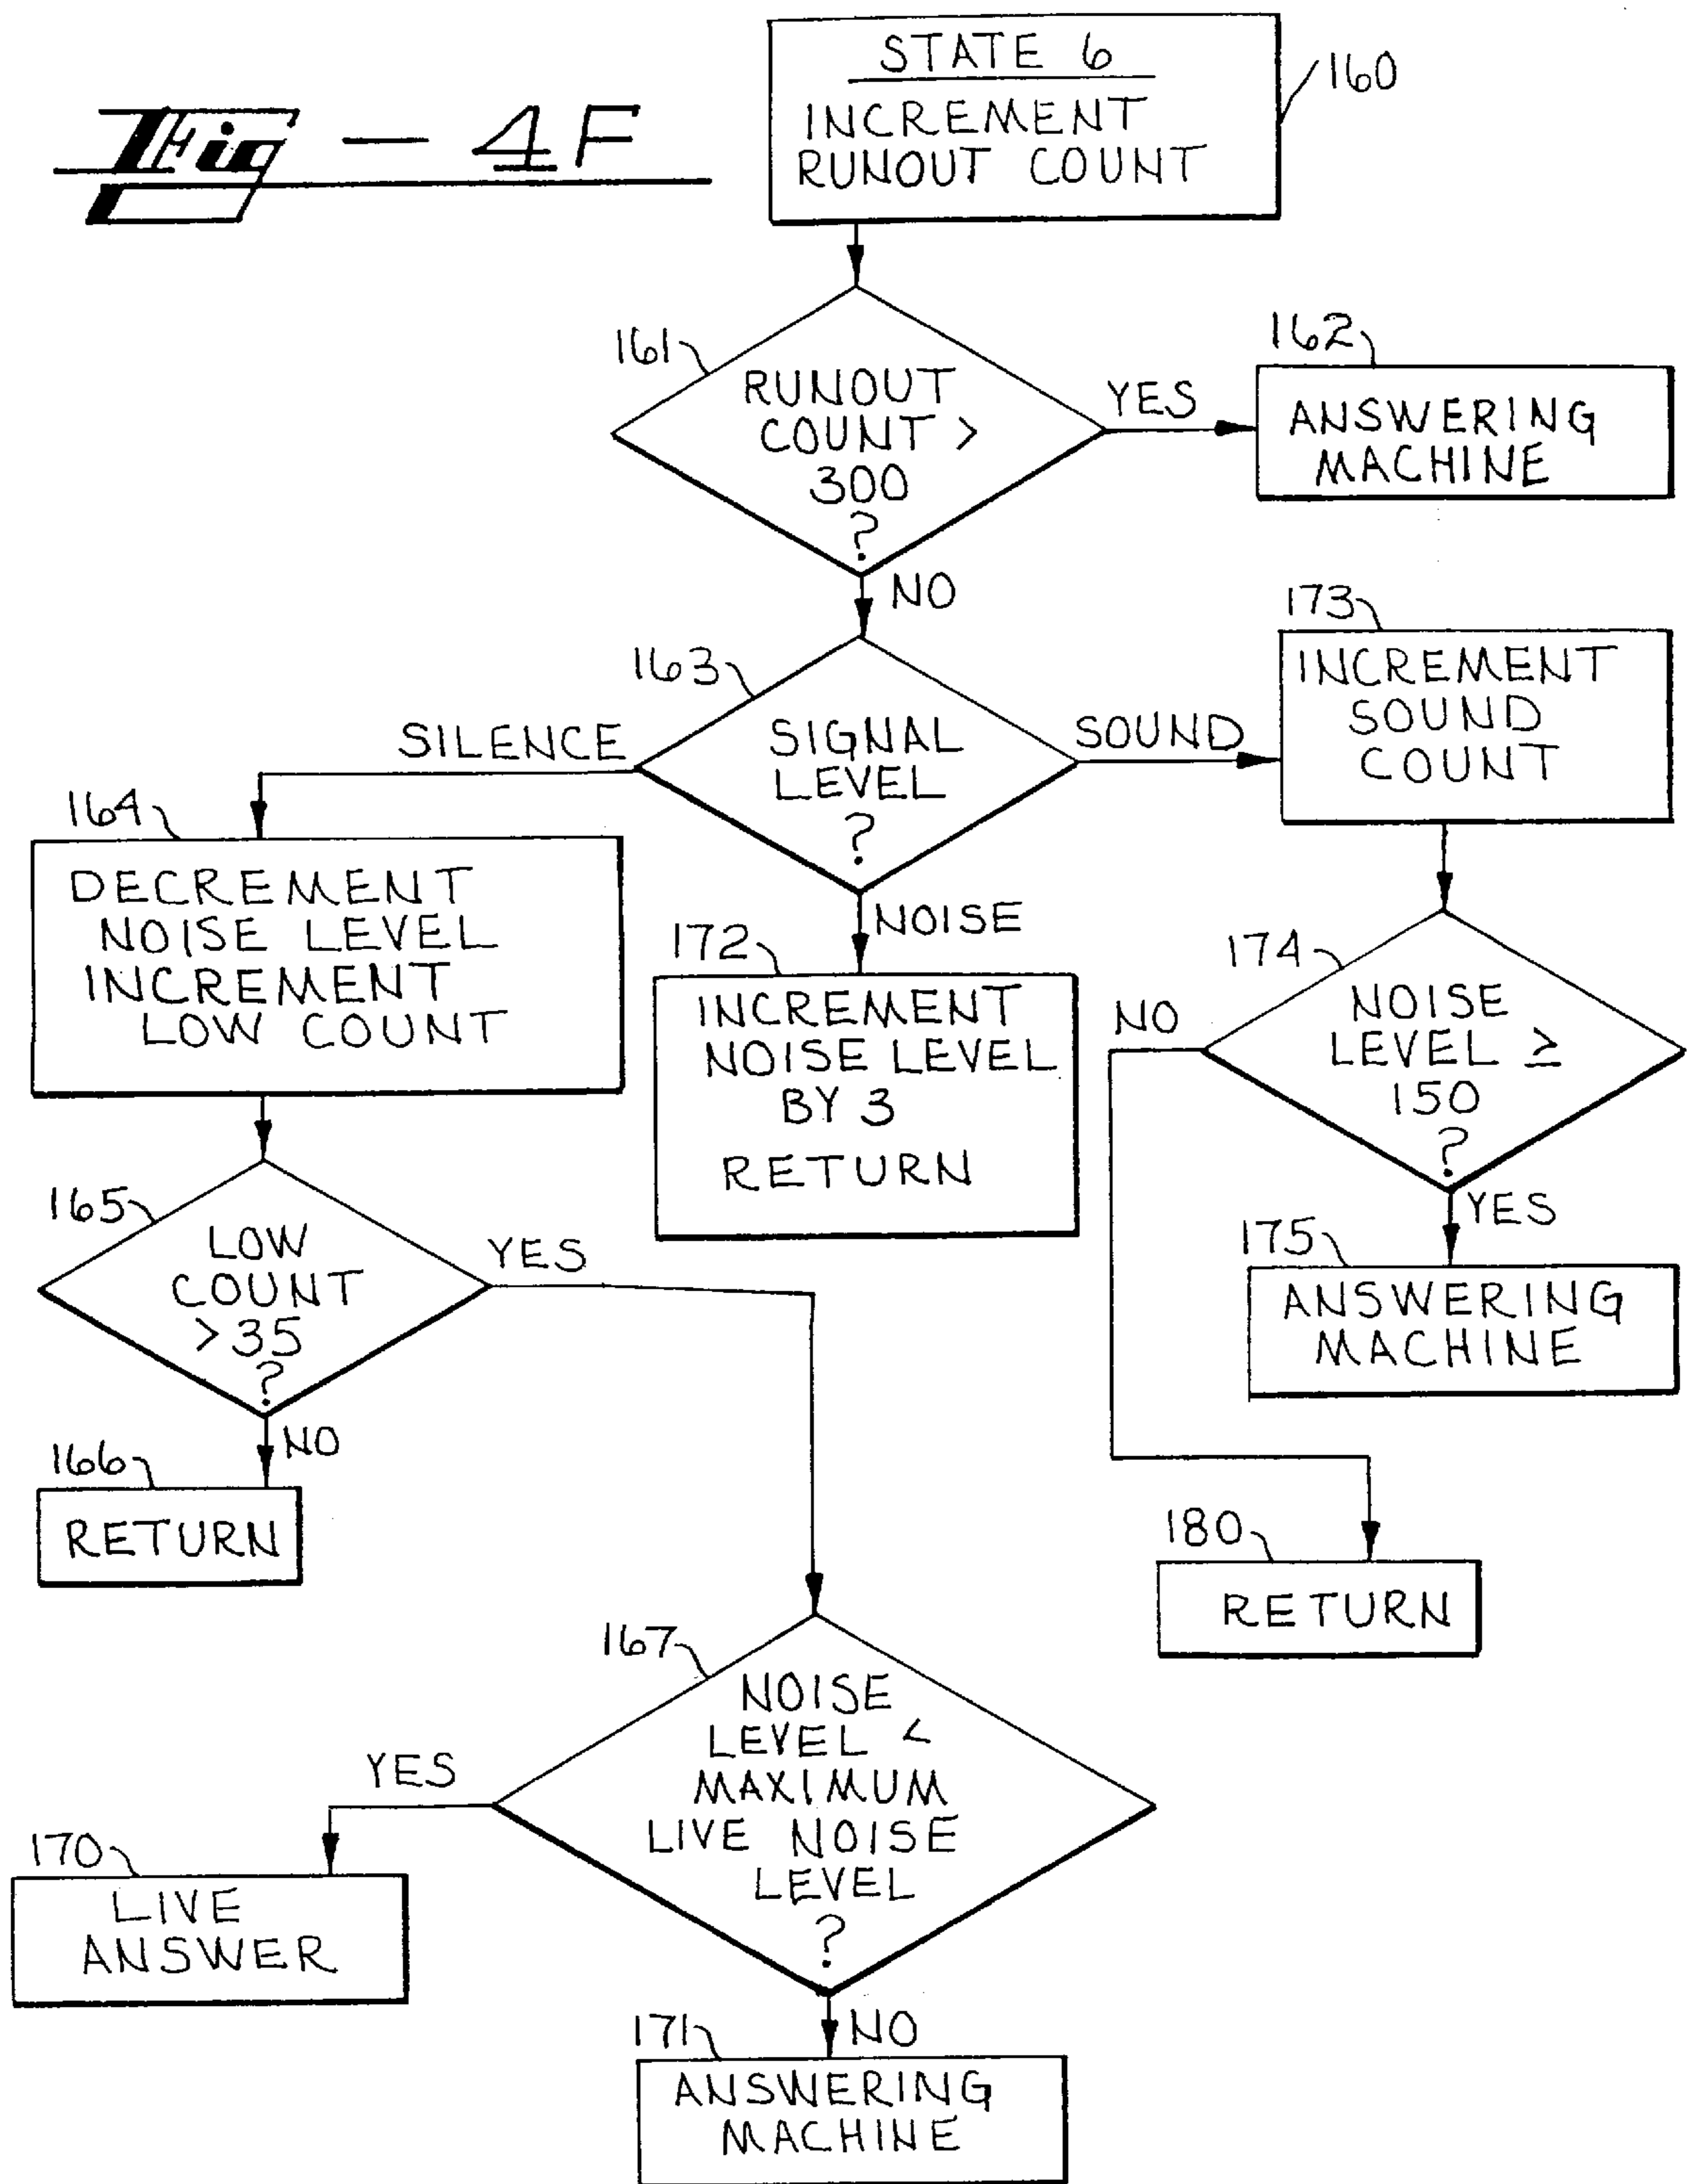 Fig - 4F
STATE 6
INCREMENT
RUNOUT COUNT
160
161
RUNOUT
COUNT >
300
?
YES
162
ANSWERING
MACHINE
NO
163
SIGNAL
LEVEL
?
SILENCE
SOUND
NOISE
173
INCREMENT
SOUND
COUNT
164
DECREMENT
NOISE LEVEL
INCREMENT
LOW COUNT
172
INCREMENT
NOISE LEVEL
BY 3
RETURN
174
NOISE
LEVEL ≥
150
?
NO
YES
175
ANSWERING
MACHINE
165
LOW
COUNT
> 35
?
YES
NO
166
RETURN
180
RETURN
167
NOISE
LEVEL <
MAXIMUM
LIVE NOISE
LEVEL
?
YES
170
LIVE
ANSWER
NO
171
ANSWERING
MACHINE